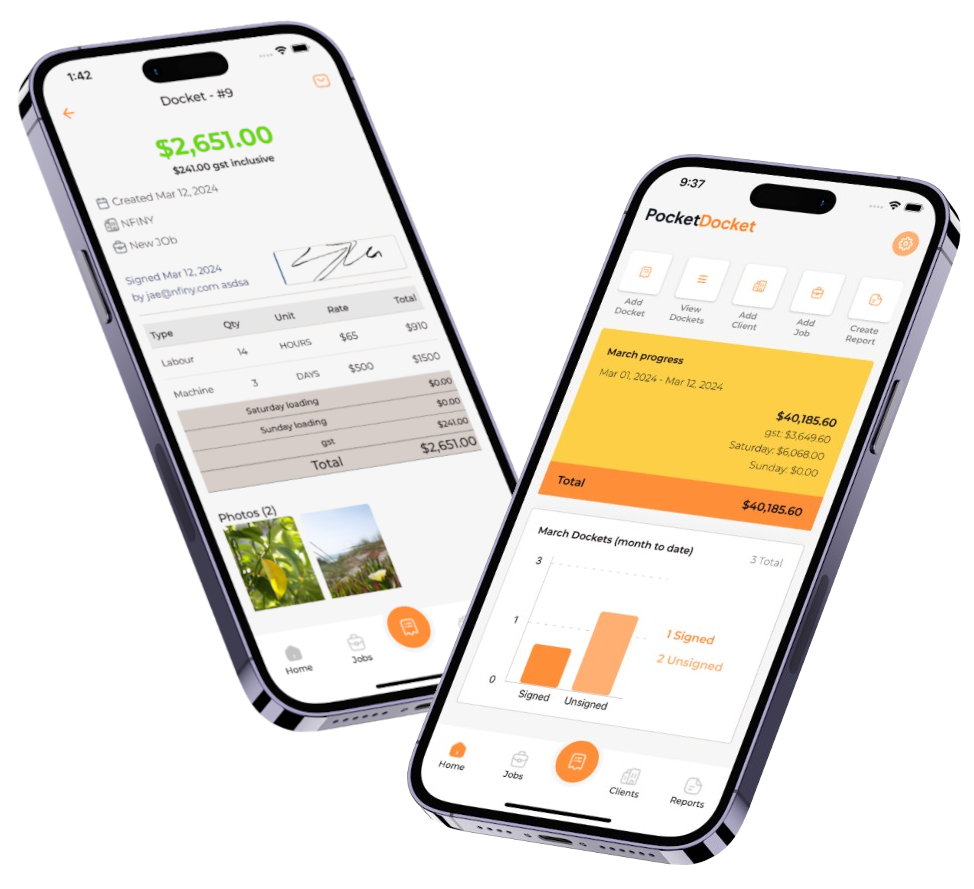 1:42
Docket - #9
$2,651.00
$241.00 gst inclusive
Created Mar 12, 2024
NFINY
New JOb
Signed Mar 12, 2024
by jae@nfiny.com asdsa
Type Qty Unit Rate Total
Labour 14 HOURS $65 $910
Machine 3 DAYS $500 $1500
Saturday loading $0.00
Sunday loading $0.00
gst $241.00
Total $2,651.00
Photos (2)
Home Jobs
9:37
PocketDocket
Add Docket
View Dockets
Add Client
Add Job
Create Report
March progress
Mar 01, 2024 - Mar 12, 2024
$40,185.60
gst: $3,649.60
Saturday: $6,068.00
Sunday: $0.00
Total $40,185.60
March Dockets (month to date) 3 Total
3
1
0
Signed Unsigned
1 Signed
2 Unsigned
Home Jobs Clients Reports